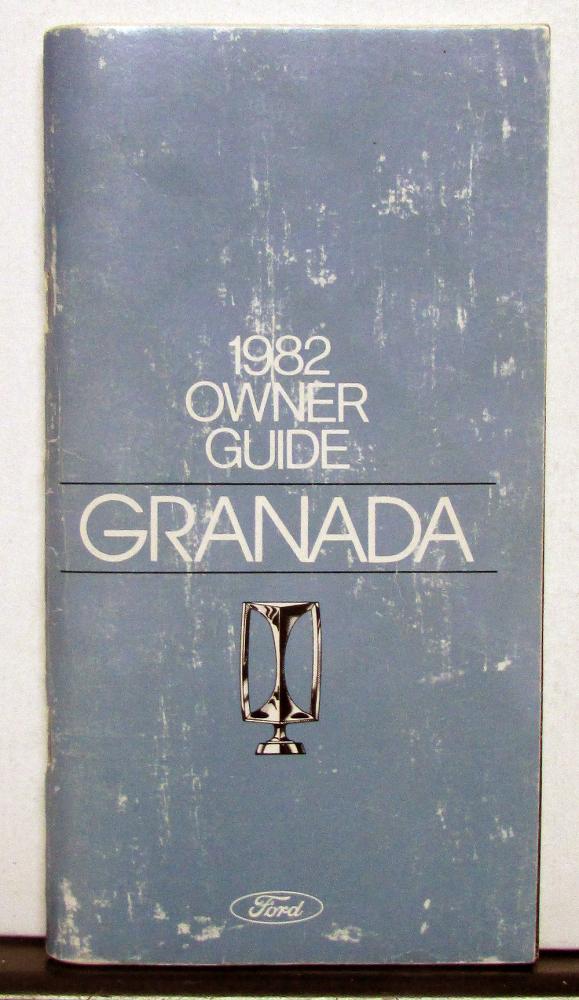 1982
OWNER
GUIDE
GRANADA
Ford